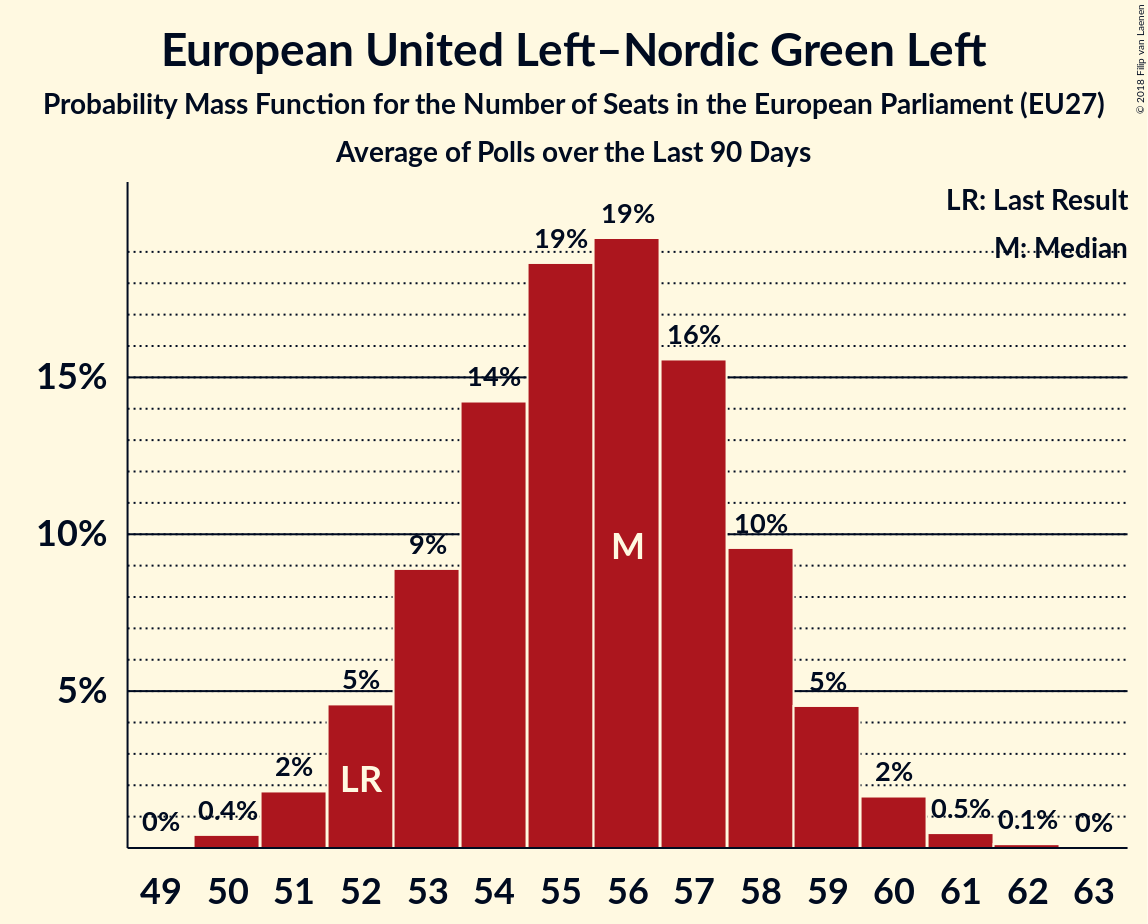 European United Left–Nordic Green Left
Probability Mass Function for the Number of Seats in the European Parliament (EU27)
Average of Polls over the Last 90 Days
© 2018 Filip van Laenen
LR: Last Result
M: Median
15%
10%
5%
0%
0.4%
2%
5%
9%
14%
19%
19%
16%
10%
5%
2%
0.5%
0.1%
0%
LR
M
49 50 51 52 53 54 55 56 57 58 59 60 61 62 63